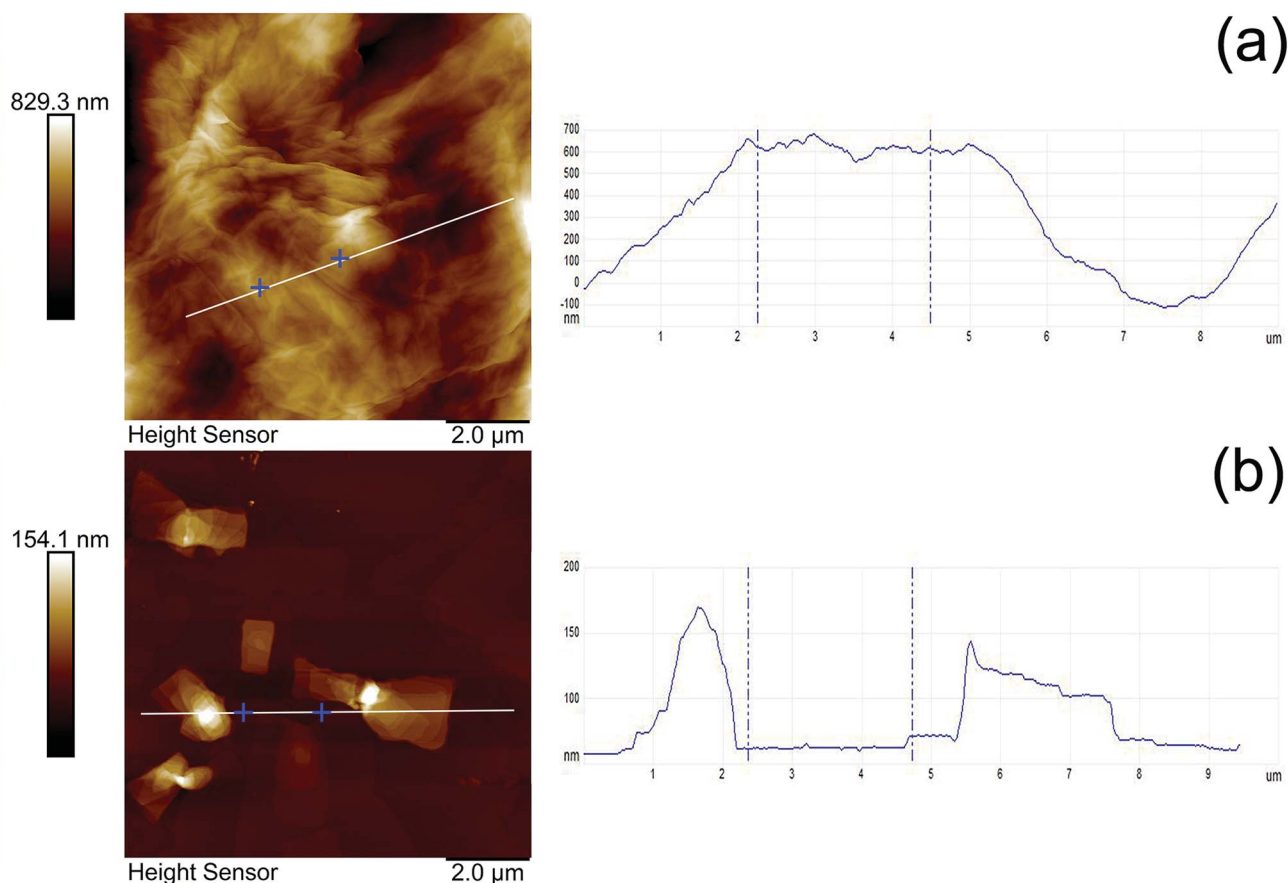 (a)
829.3 nm
Height Sensor
2.0 µm
700
600
500
400
300
200
100
0
-100
nm
1 2 3 4 5 6 7 8 um
(b)
154.1 nm
Height Sensor
2.0 µm
200
150
100
nm
1 2 3 4 5 6 7 8 9 um